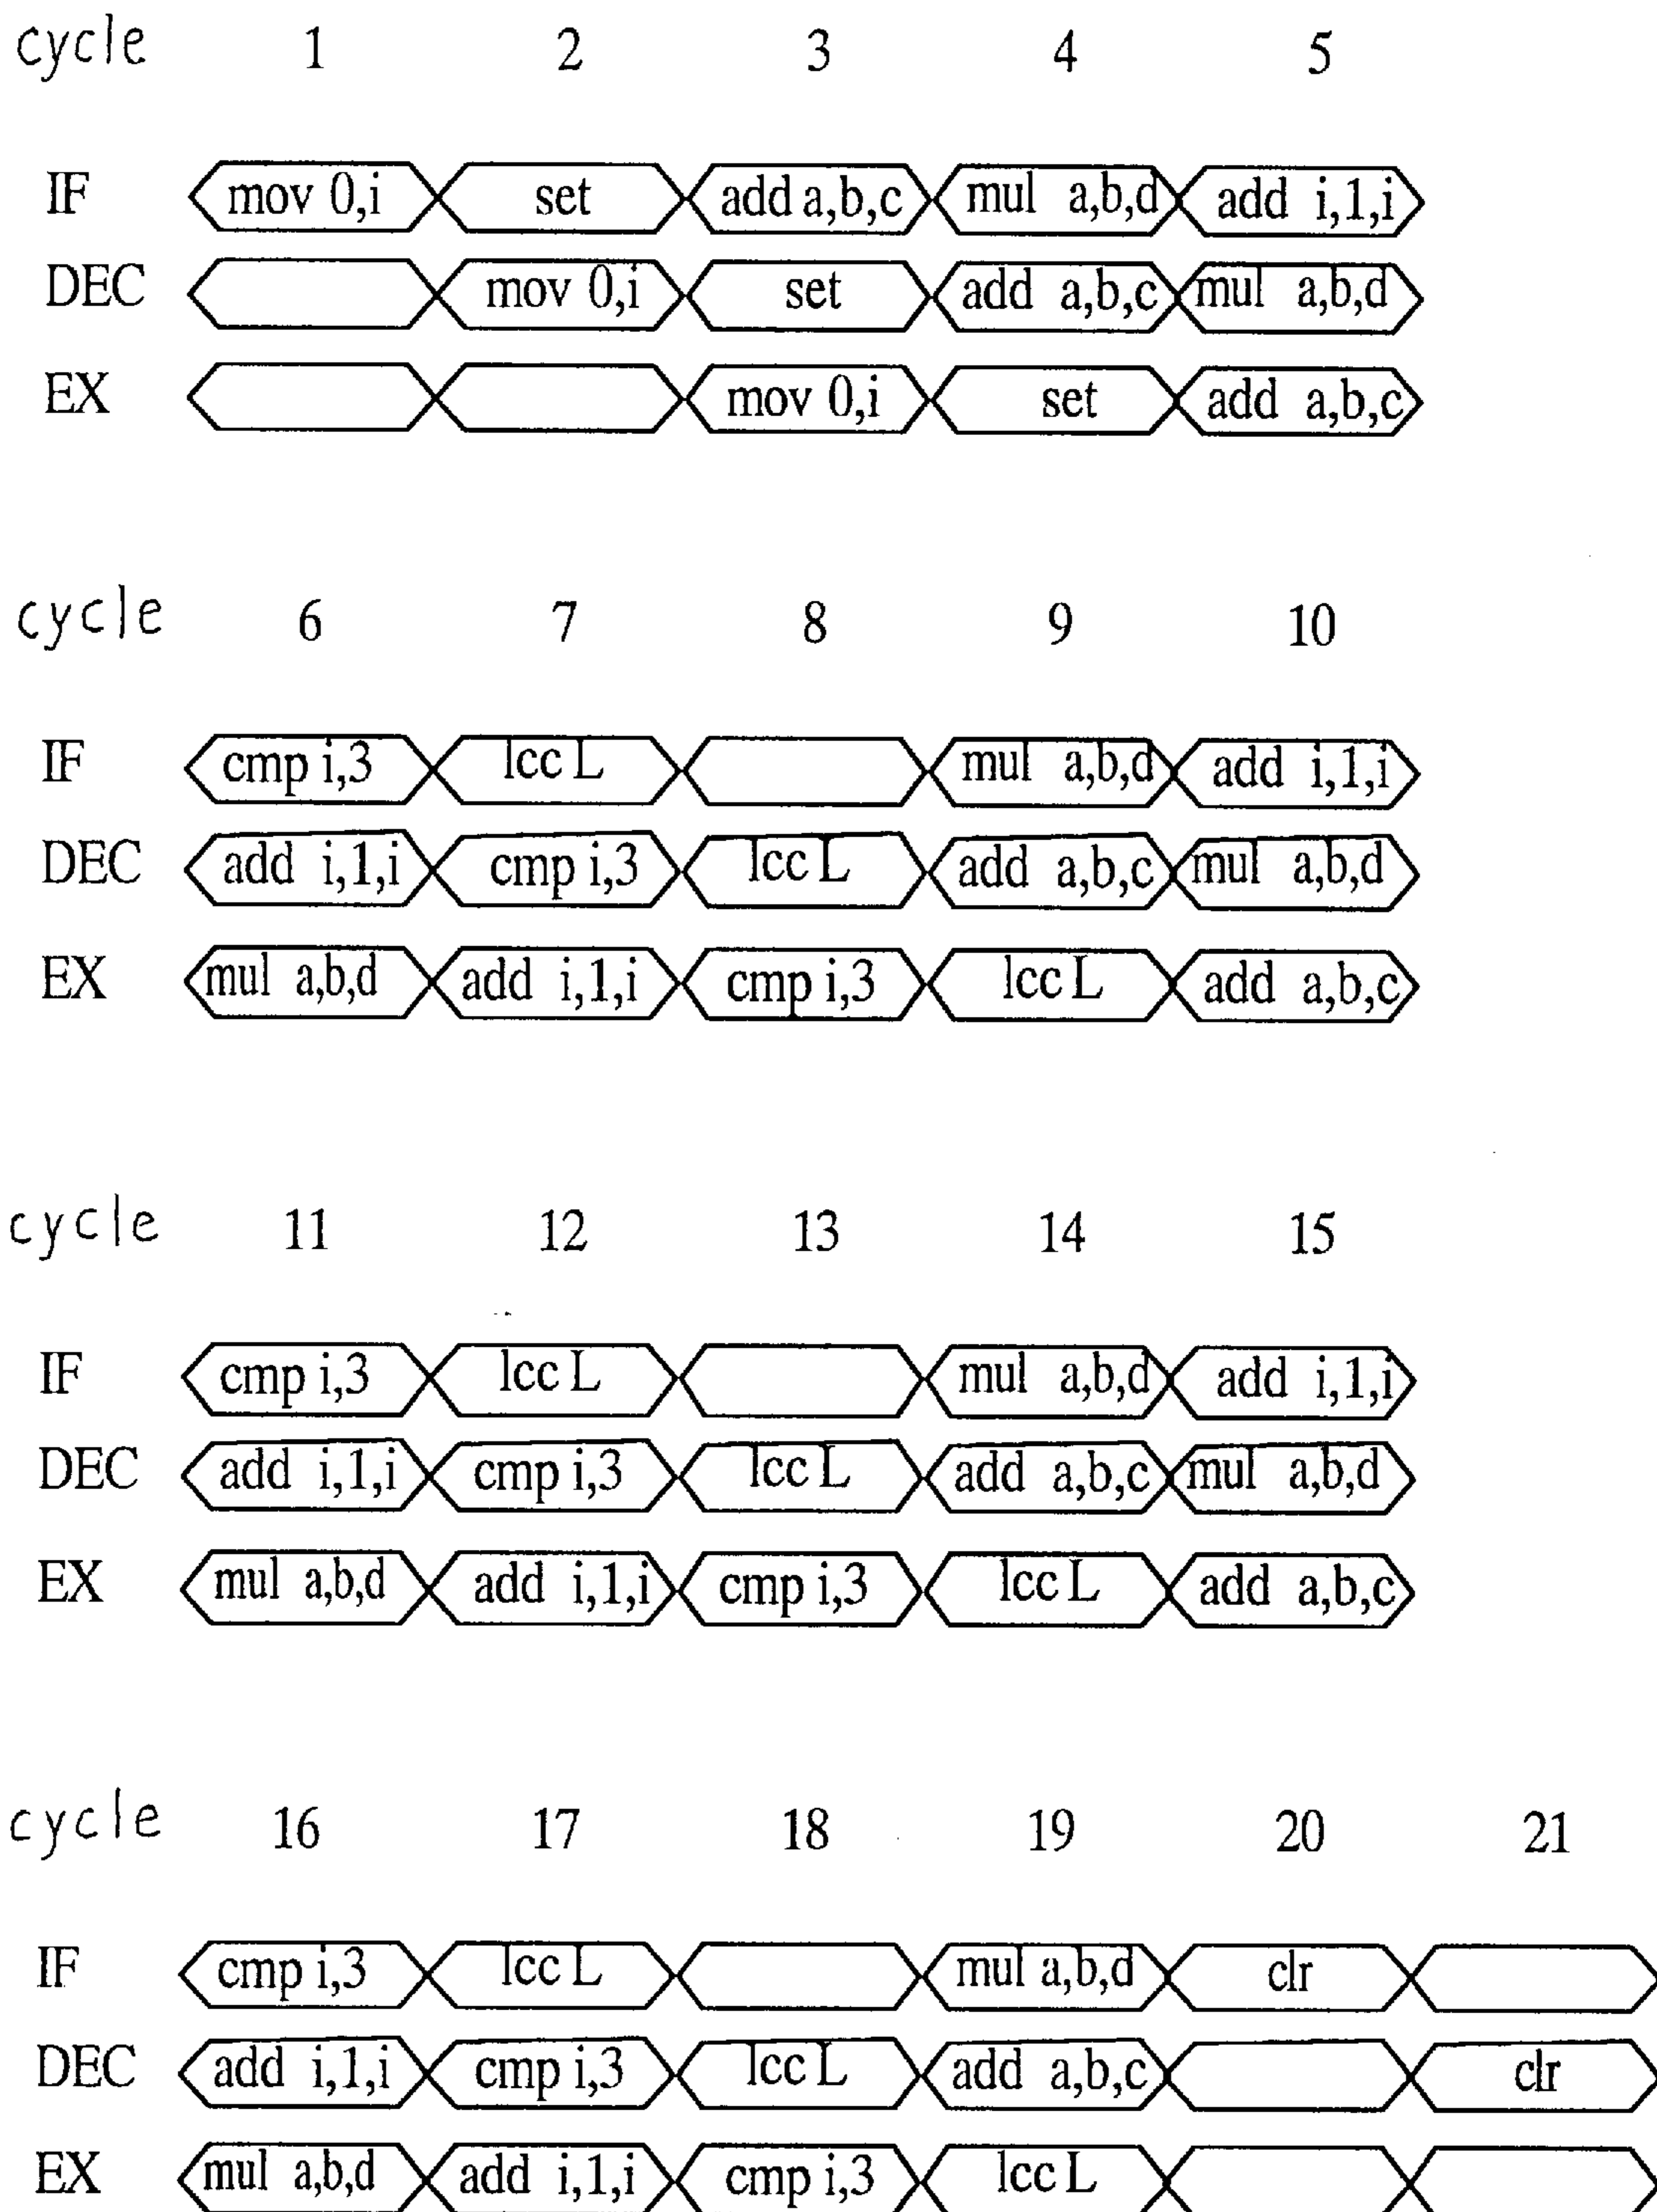 cycle 1 2 3 4 5
IF mov 0,i set add a,b,c mul a,b,d add i,1,i
DEC mov 0,i set add a,b,c mul a,b,d
EX mov 0,i set add a,b,c
cycle 6 7 8 9 10
IF cmp i,3 lcc L mul a,b,d add i,1,i
DEC add i,1,i cmp i,3 lcc L add a,b,c mul a,b,d
EX mul a,b,d add i,1,i cmp i,3 lcc L add a,b,c
cycle 11 12 13 14 15
IF cmp i,3 lcc L mul a,b,d add i,1,i
DEC add i,1,i cmp i,3 lcc L add a,b,c mul a,b,d
EX mul a,b,d add i,1,i cmp i,3 lcc L add a,b,c
cycle 16 17 18 19 20 21
IF cmp i,3 lcc L mul a,b,d clr
DEC add i,1,i cmp i,3 lcc L add a,b,c clr
EX mul a,b,d add i,1,i cmp i,3 lcc L